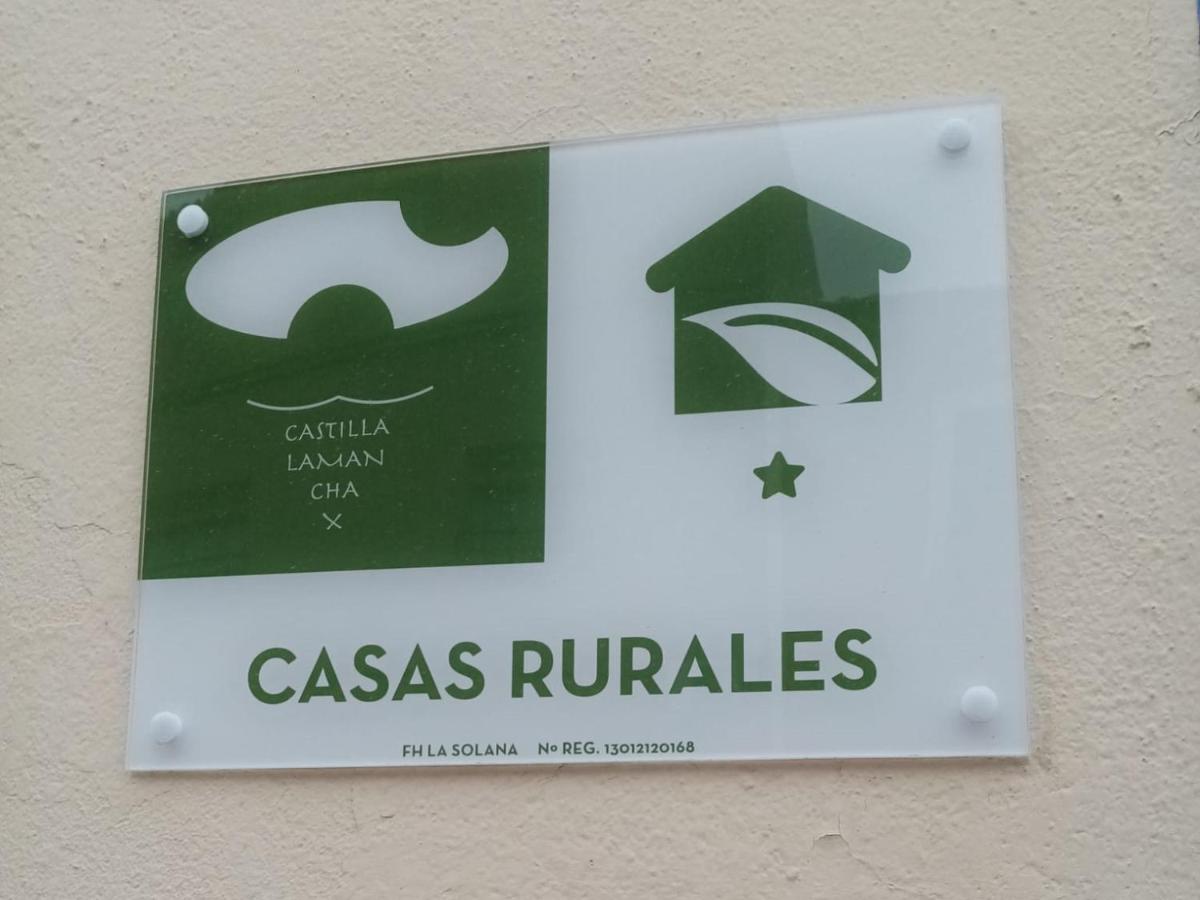 CASTILLA
LAMAN
CHA
X
CASAS RURALES
FH LA SOLANA Nº REG. 13012120168